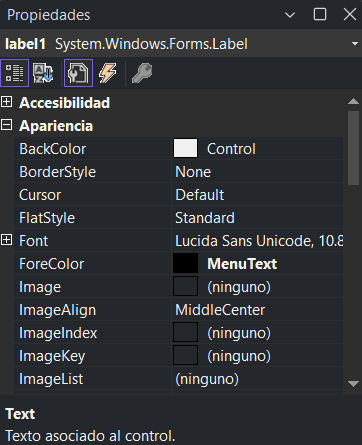 Propiedades
label1 System.Windows.Forms.Label
Accesibilidad
Apariencia
BackColor Control
BorderStyle None
Cursor Default
FlatStyle Standard
Font Lucida Sans Unicode, 10.8
ForeColor MenuText
Image (ninguno)
ImageAlign MiddleCenter
ImageIndex (ninguno)
ImageKey (ninguno)
ImageList (ninguno)
Text
Texto asociado al control.